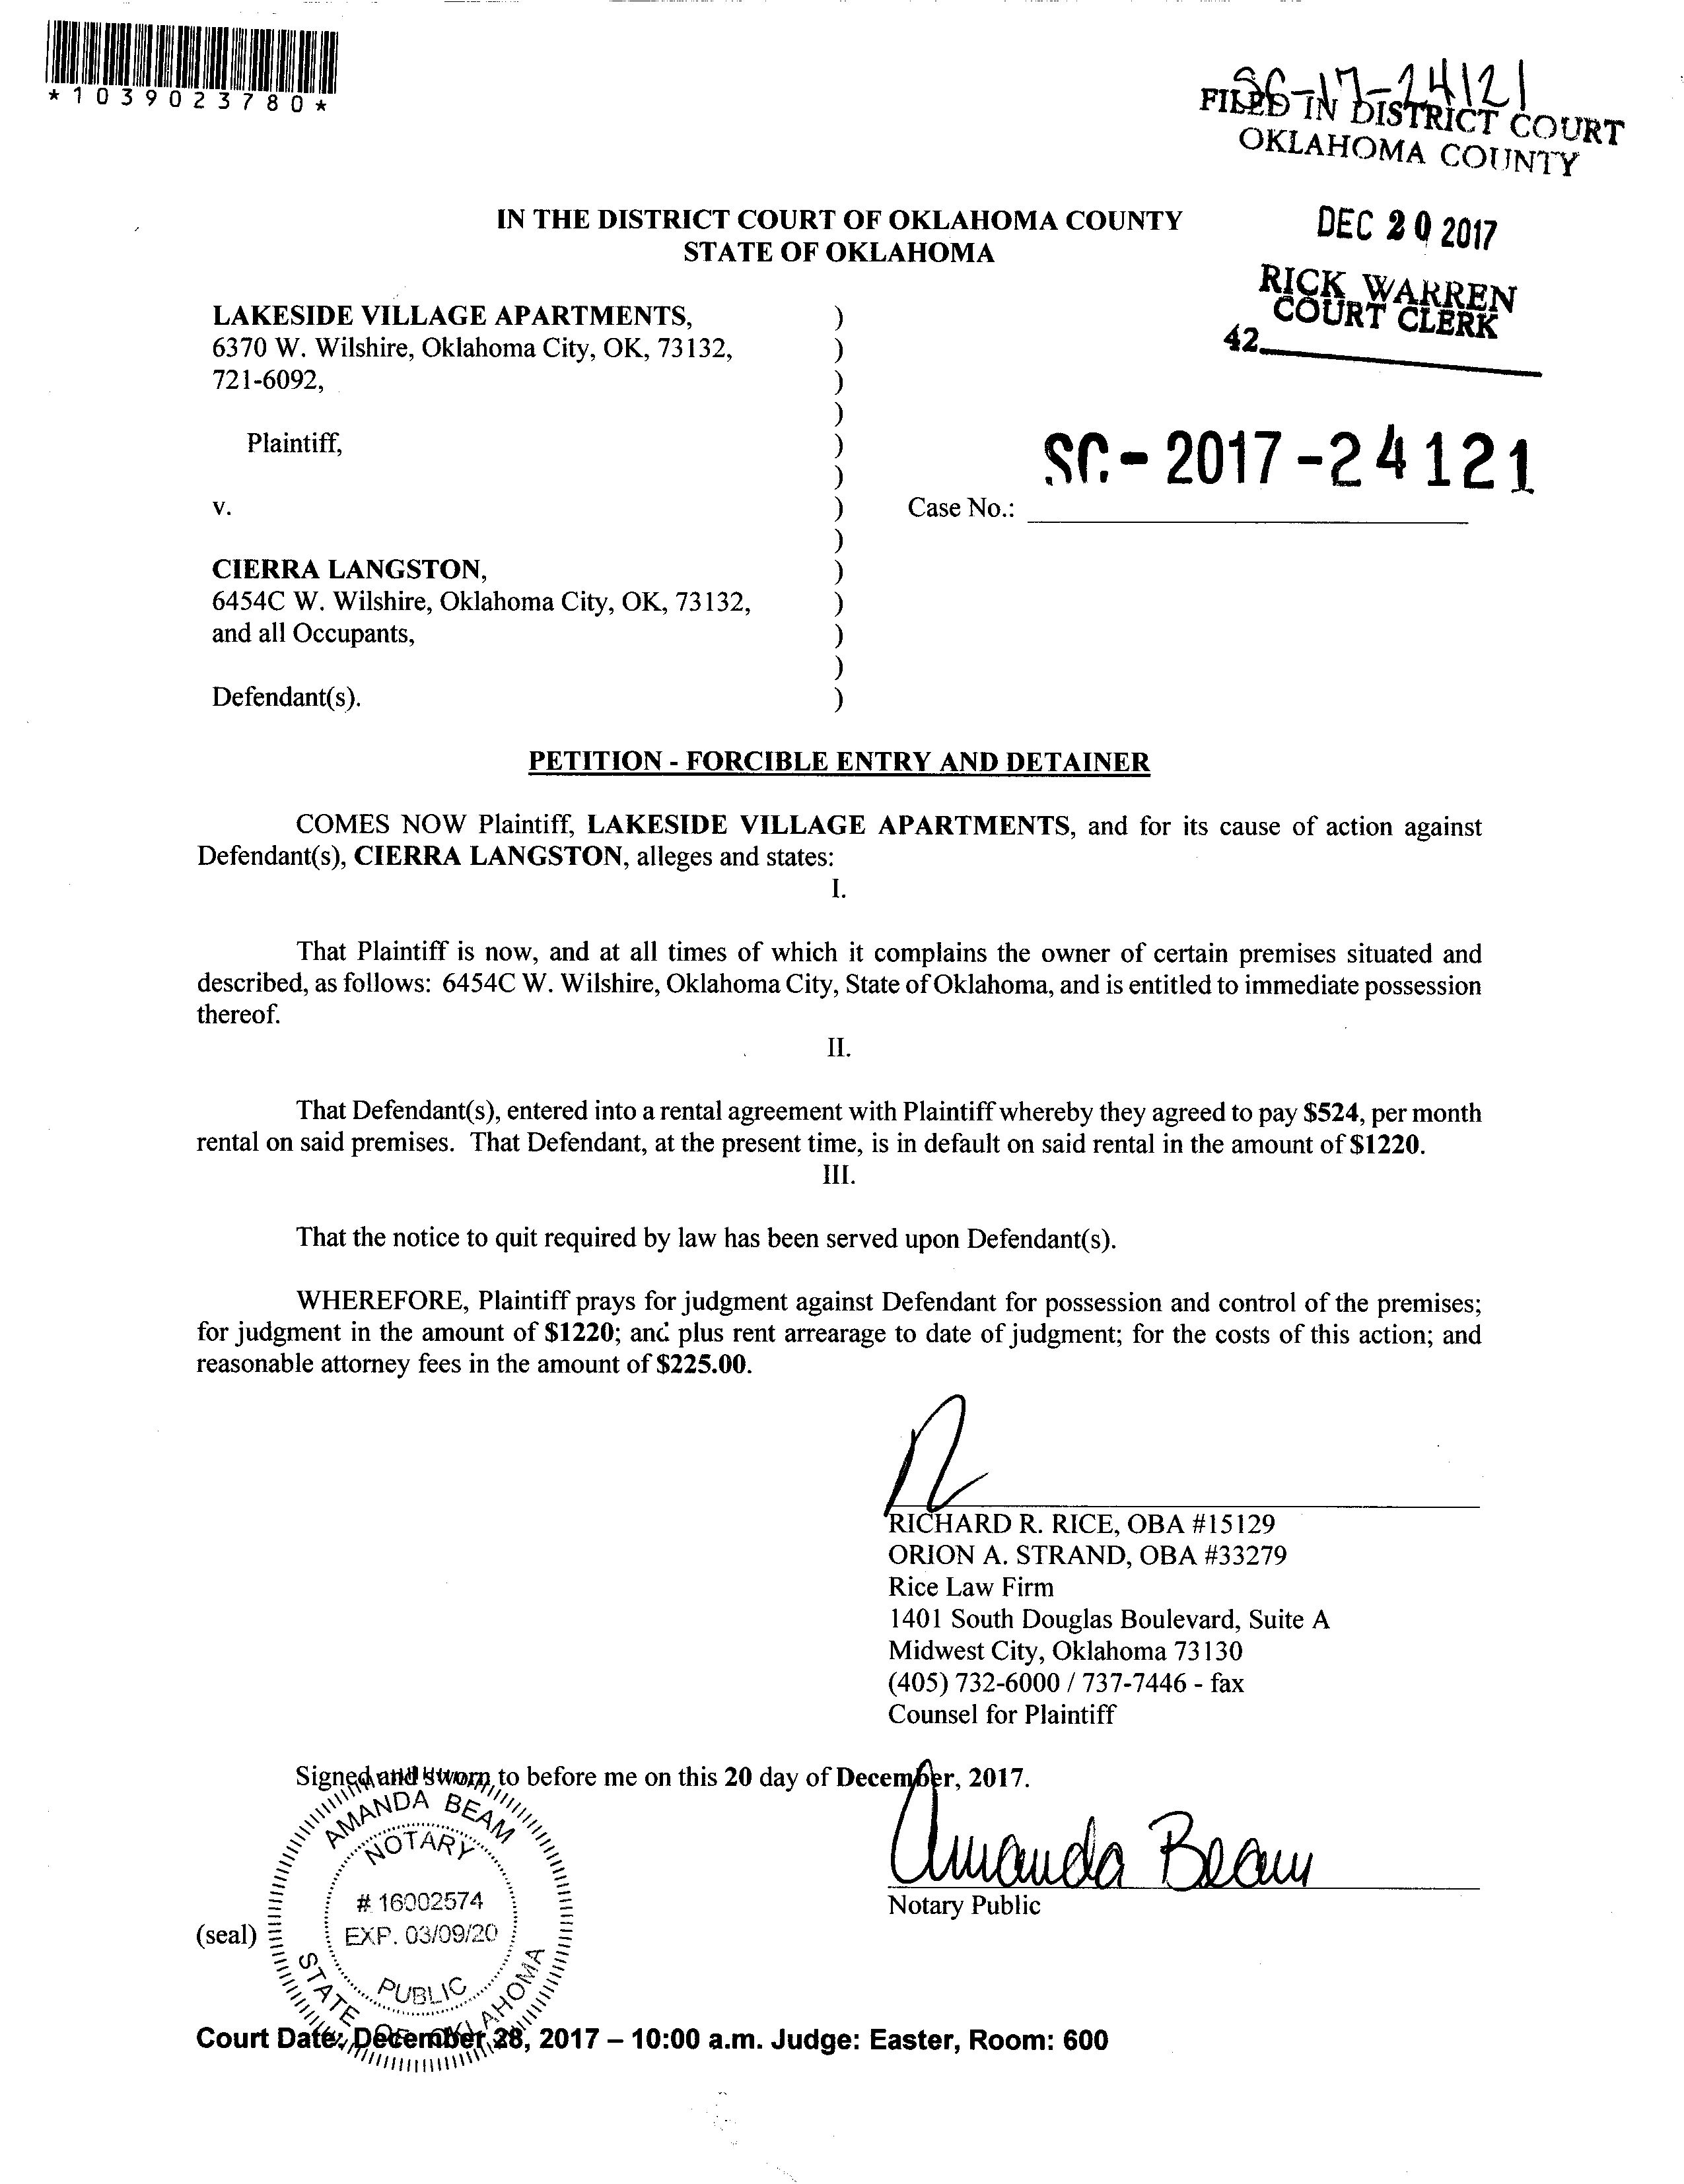 *1039023780*
SC-17-24121
FILED IN DISTRICT COURT
OKLAHOMA COUNTY
DEC 20 2017
RICK WARREN
COURT CLERK
42
IN THE DISTRICT COURT OF OKLAHOMA COUNTY
STATE OF OKLAHOMA
LAKESIDE VILLAGE APARTMENTS, )
6370 W. Wilshire, Oklahoma City, OK, 73132, )
721-6092, )
)
Plaintiff, )
)
SC-2017-24121
v. ) Case No.:
)
CIERRA LANGSTON, )
6454C W. Wilshire, Oklahoma City, OK, 73132, )
and all Occupants, )
)
Defendant(s). )
PETITION - FORCIBLE ENTRY AND DETAINER
COMES NOW Plaintiff, LAKESIDE VILLAGE APARTMENTS, and for its cause of action against
Defendant(s), CIERRA LANGSTON, alleges and states:
I.
That Plaintiff is now, and at all times of which it complains the owner of certain premises situated and
described, as follows: 6454C W. Wilshire, Oklahoma City, State of Oklahoma, and is entitled to immediate possession
thereof.
II.
That Defendant(s), entered into a rental agreement with Plaintiff whereby they agreed to pay $524, per month
rental on said premises. That Defendant, at the present time, is in default on said rental in the amount of $1220.
III.
That the notice to quit required by law has been served upon Defendant(s).
WHEREFORE, Plaintiff prays for judgment against Defendant for possession and control of the premises;
for judgment in the amount of $1220; and plus rent arrearage to date of judgment; for the costs of this action; and
reasonable attorney fees in the amount of $225.00.
RICHARD R. RICE, OBA #15129
ORION A. STRAND, OBA #33279
Rice Law Firm
1401 South Douglas Boulevard, Suite A
Midwest City, Oklahoma 73130
(405) 732-6000 / 737-7446 - fax
Counsel for Plaintiff
Signed and sworn to before me on this 20 day of December, 2017.
Amanda Beam
Notary Public
AMANDA BEAM
NOTARY
# 16002574
(seal)
EXP. 03/09/20
PUBLIC
STATE OF OKLAHOMA
Court Date: December 28, 2017 – 10:00 a.m. Judge: Easter, Room: 600